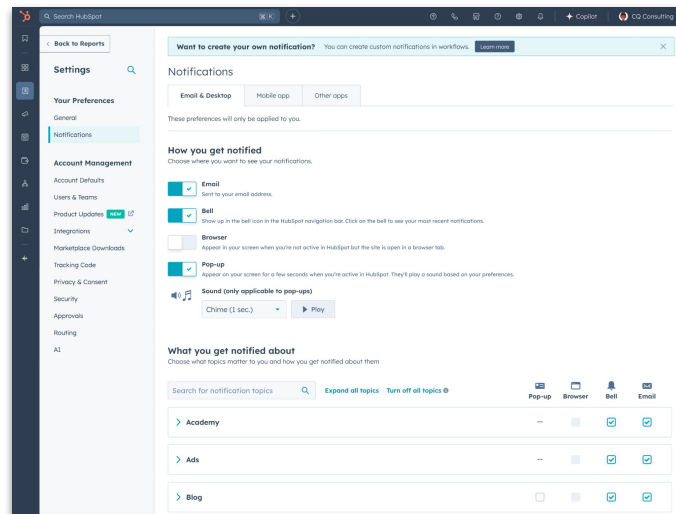 Search HubSpot
⌘ K
Copilot
CQ Consulting
Back to Reports
Settings
Your Preferences
General
Notifications
Account Management
Account Defaults
Users & Teams
Product Updates NEW
Integrations
Marketplace Downloads
Tracking Code
Privacy & Consent
Security
Approvals
Routing
AI
Want to create your own notification? You can create custom notifications in workflows. Learn more
Notifications
Email & Desktop
Mobile app
Other apps
These preferences will only be applied to you.
How you get notified
Choose where you want to see your notifications.
Email
Sent to your email address.
Bell
Show up in the bell icon in the HubSpot navigation bar. Click on the bell to see your most recent notifications.
Browser
Appear in your screen when you're not active in HubSpot but the site is open in a browser tab.
Pop-up
Appear on your screen for a few seconds when you're active in HubSpot. They'll play a sound based on your preferences.
Sound (only applicable to pop-ups)
Chime (1 sec.)
Play
What you get notified about
Choose what topics matter to you and how you get notified about them
Search for notification topics
Expand all topics
Turn off all topics
Pop-up
Browser
Bell
Email
Academy
--
Ads
--
Blog